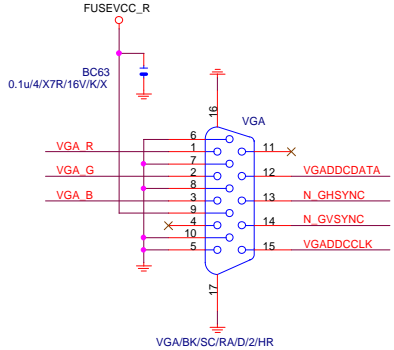 FUSEVCC_R
BC63
0.1u/4/X7R/16V/K/X
16
VGA
6
VGA_R 1 11
7
VGA_G 2 12 VGADDCDATA
8
VGA_B 3 13 N_GHSYNC
9
4 14 N_GVSYNC
10
5 15 VGADDCCLK
17
VGA/BK/SC/RA/D/2/HR